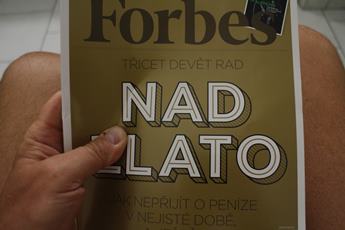 Forbes
TŘICET DEVĚT RAD
NAD
ZLATO
JAK NEPŘIJÍT O PENÍZE
V NEJISTÉ DOBĚ.